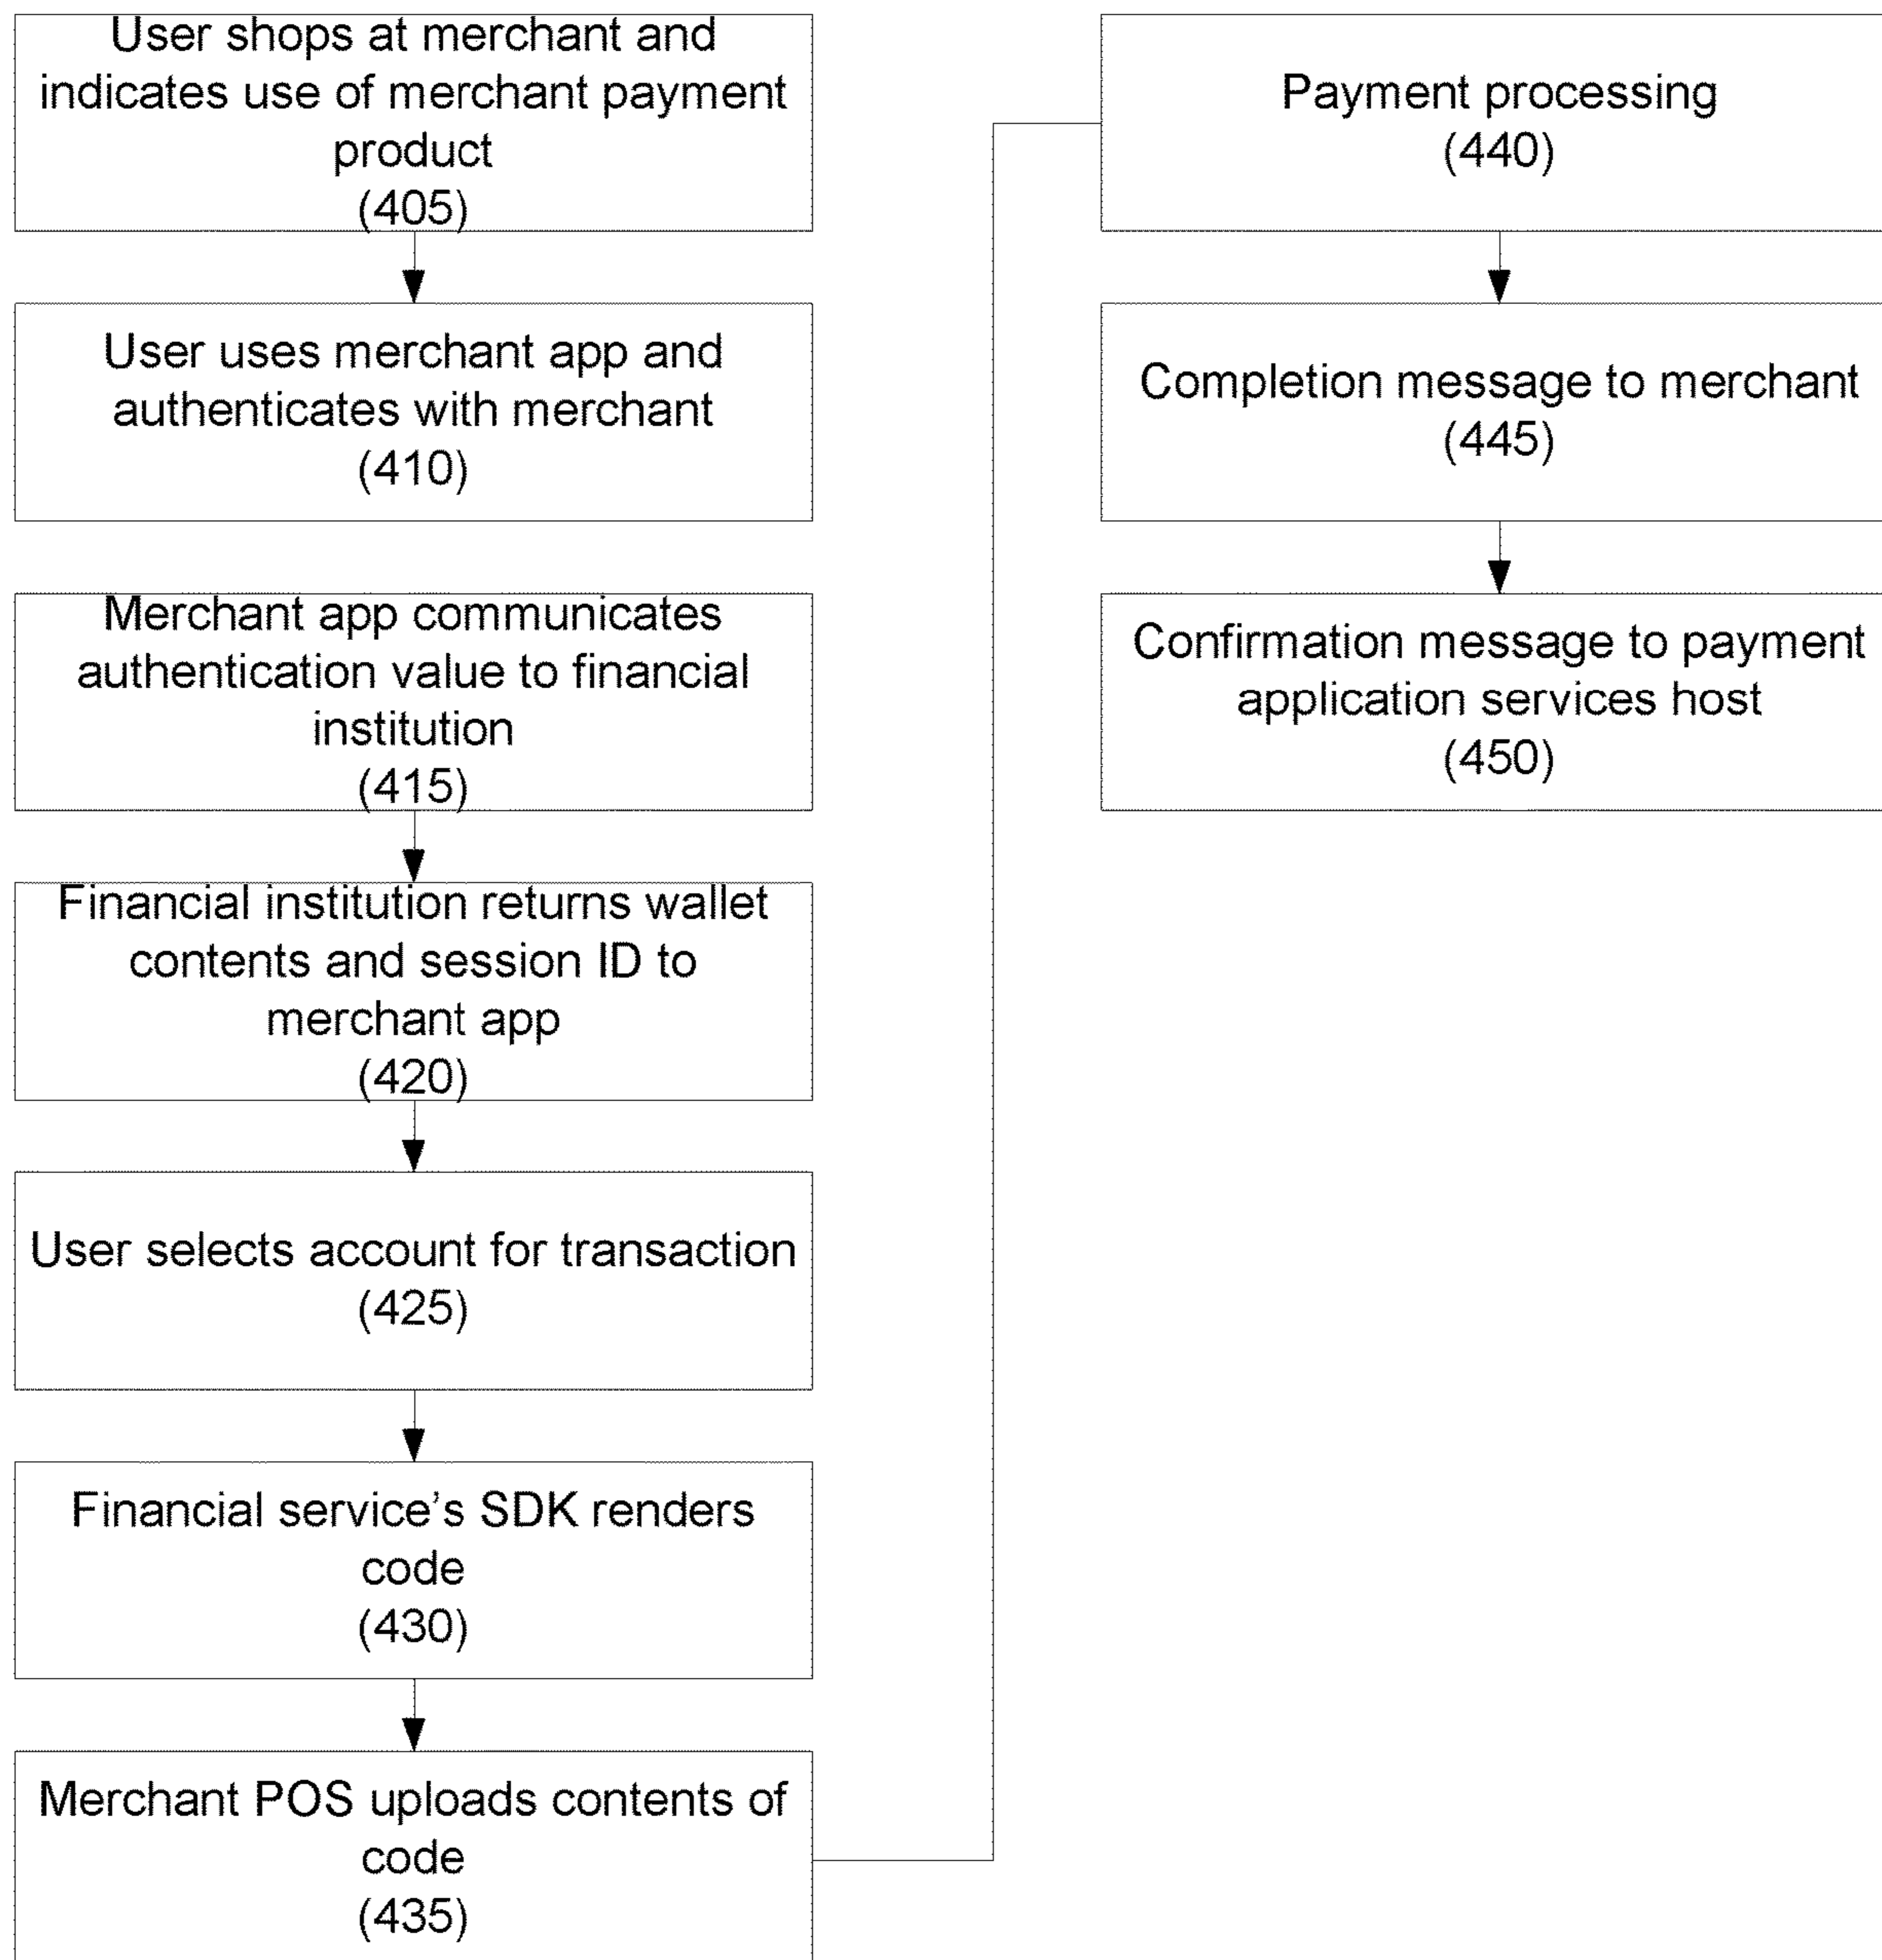 User shops at merchant and
indicates use of merchant payment
product
(405)
User uses merchant app and
authenticates with merchant
(410)
Merchant app communicates
authentication value to financial
institution
(415)
Financial institution returns wallet
contents and session ID to
merchant app
(420)
User selects account for transaction
(425)
Financial service's SDK renders
code
(430)
Merchant POS uploads contents of
code
(435)
Payment processing
(440)
Completion message to merchant
(445)
Confirmation message to payment
application services host
(450)